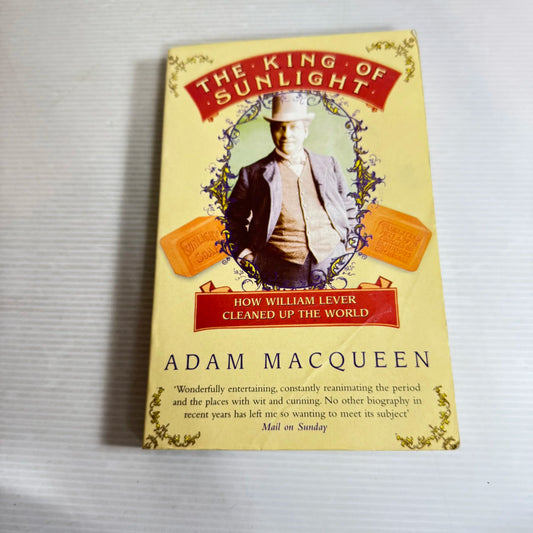 THE KING OF
SUNLIGHT
SUNLIGHT
SOAP
HOW WILLIAM LEVER
CLEANED UP THE WORLD
ADAM MACQUEEN
'Wonderfully entertaining, constantly reanimating the period
and the places with wit and cunning. No other biography in
recent years has left me so wanting to meet its subject'
Mail on Sunday